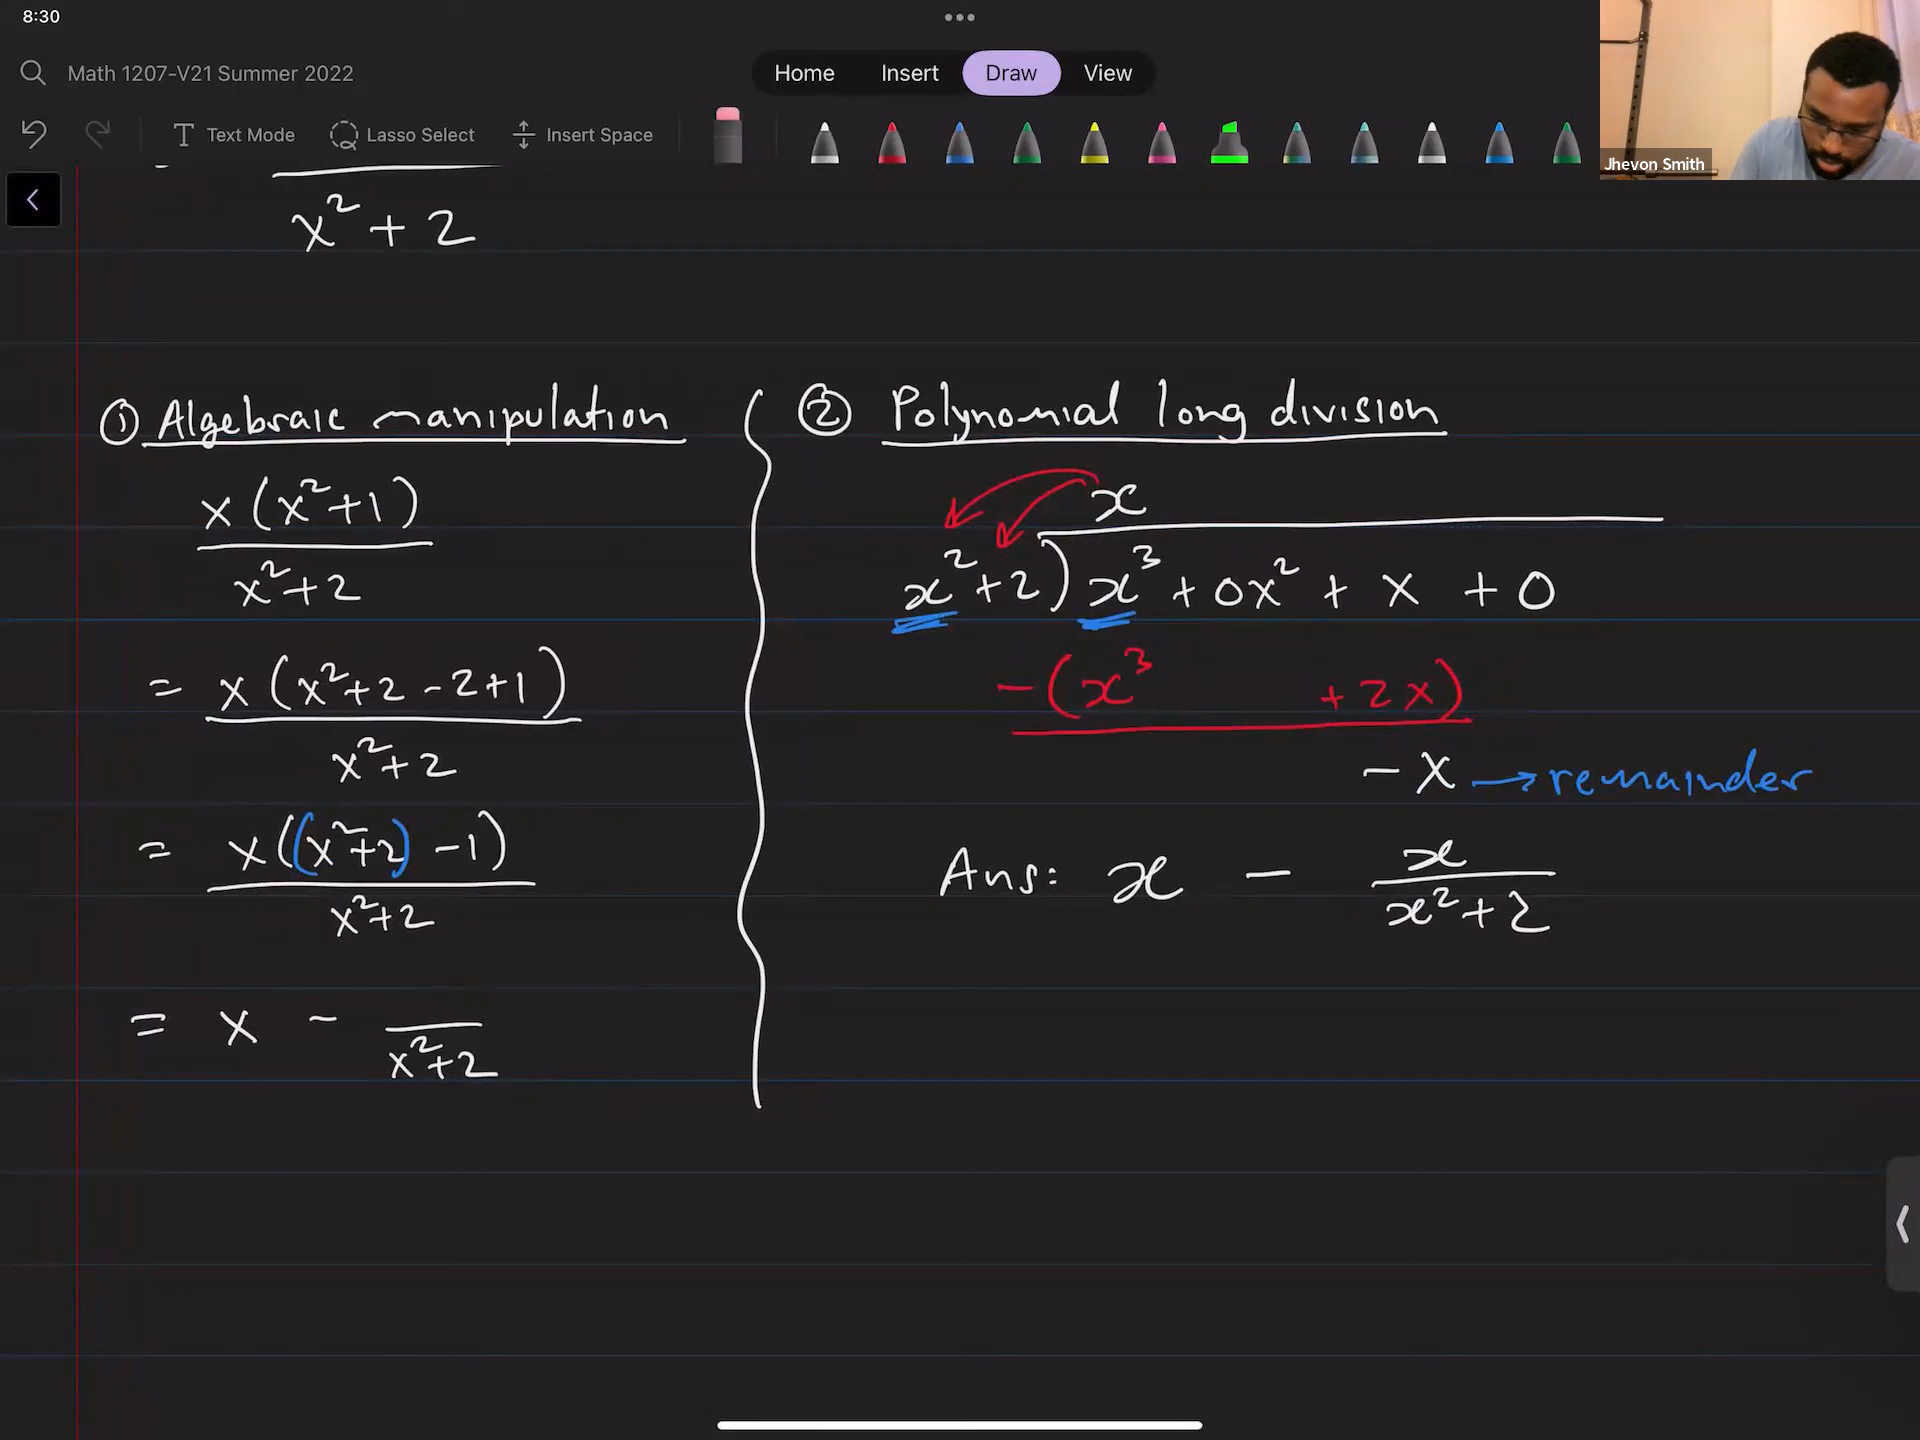 8:30
Math 1207-V21 Summer 2022
Home Insert Draw View
Text Mode Lasso Select Insert Space
Jhevon Smith
x² + 2
① Algebraic manipulation
x(x²+1)
x²+2
= x(x²+2-2+1)
x²+2
= x((x²+2)-1)
x²+2
= x -
x²+2
② Polynomial long division
x
x²+2) x³ + 0x² + x + 0
-(x³ +2x)
-x → remainder
Ans: x - x
x²+2